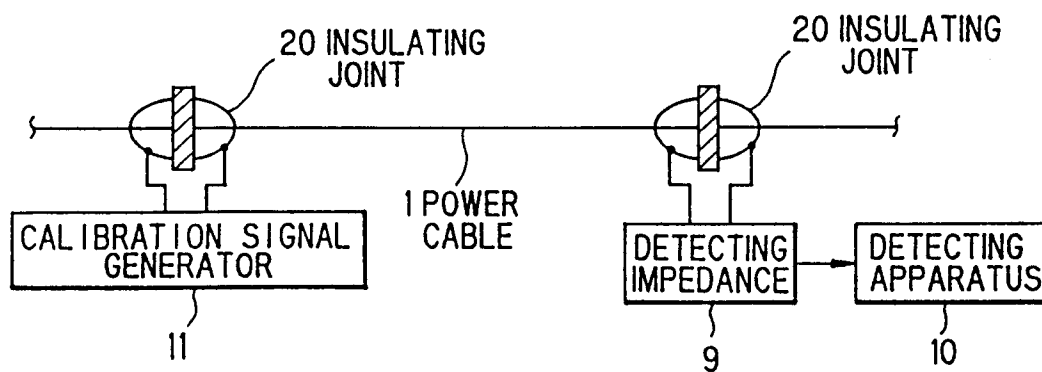 20 INSULATING
JOINT
20 INSULATING
JOINT
1 POWER
CABLE
CALIBRATION SIGNAL
GENERATOR
DETECTING
IMPEDANCE
DETECTING
APPARATUS
11
9
10